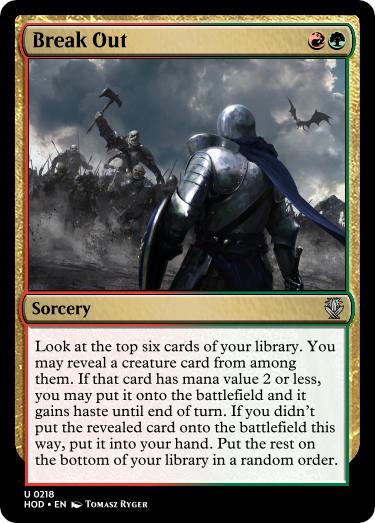 Break Out
Sorcery
Look at the top six cards of your library. You
may reveal a creature card from among
them. If that card has mana value 2 or less,
you may put it onto the battlefield and it
gains haste until end of turn. If you didn't
put the revealed card onto the battlefield this
way, put it into your hand. Put the rest on
the bottom of your library in a random order.
U 0218
HOD • EN Tomasz Ryger